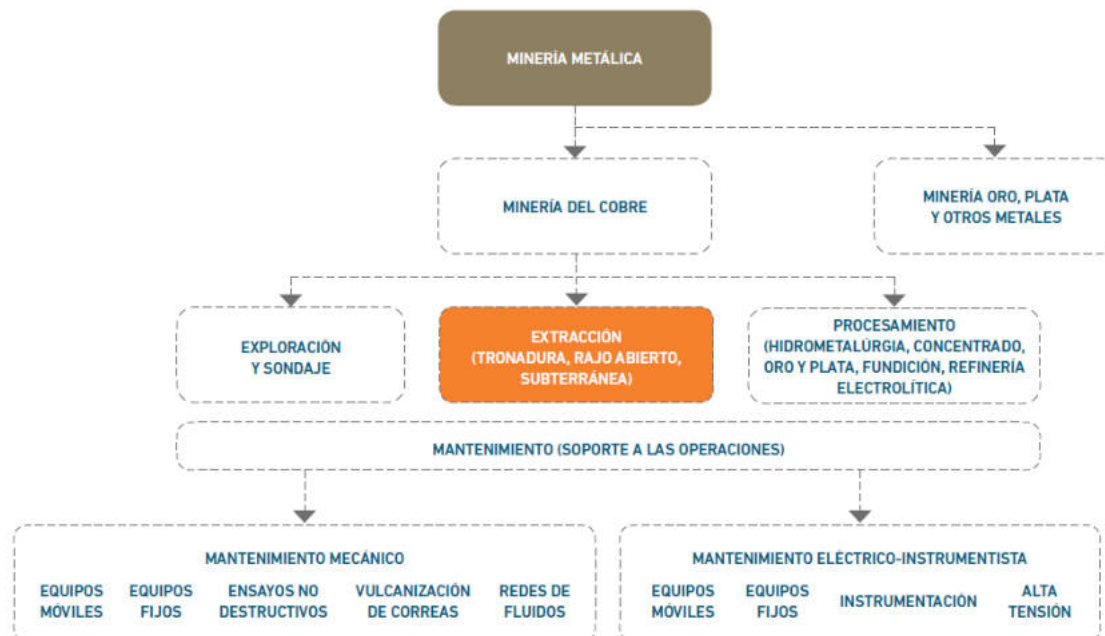 MINERÍA METÁLICA
MINERÍA DEL COBRE
MINERÍA ORO, PLATA
Y OTROS METALES
EXPLORACIÓN
Y SONDAJE
EXTRACCIÓN
(TRONADURA, RAJO ABIERTO,
SUBTERRÁNEA)
PROCESAMIENTO
(HIDROMETALÚRGIA, CONCENTRADO,
ORO Y PLATA, FUNDICIÓN, REFINERÍA
ELECTROLÍTICA)
MANTENIMIENTO (SOPORTE A LAS OPERACIONES)
MANTENIMIENTO MECÁNICO
EQUIPOS
MÓVILES
EQUIPOS
FIJOS
ENSAYOS NO
DESTRUCTIVOS
VULCANIZACIÓN
DE CORREAS
REDES DE
FLUIDOS
MANTENIMIENTO ELÉCTRICO-INSTRUMENTISTA
EQUIPOS
MÓVILES
EQUIPOS
FIJOS
INSTRUMENTACIÓN
ALTA
TENSIÓN